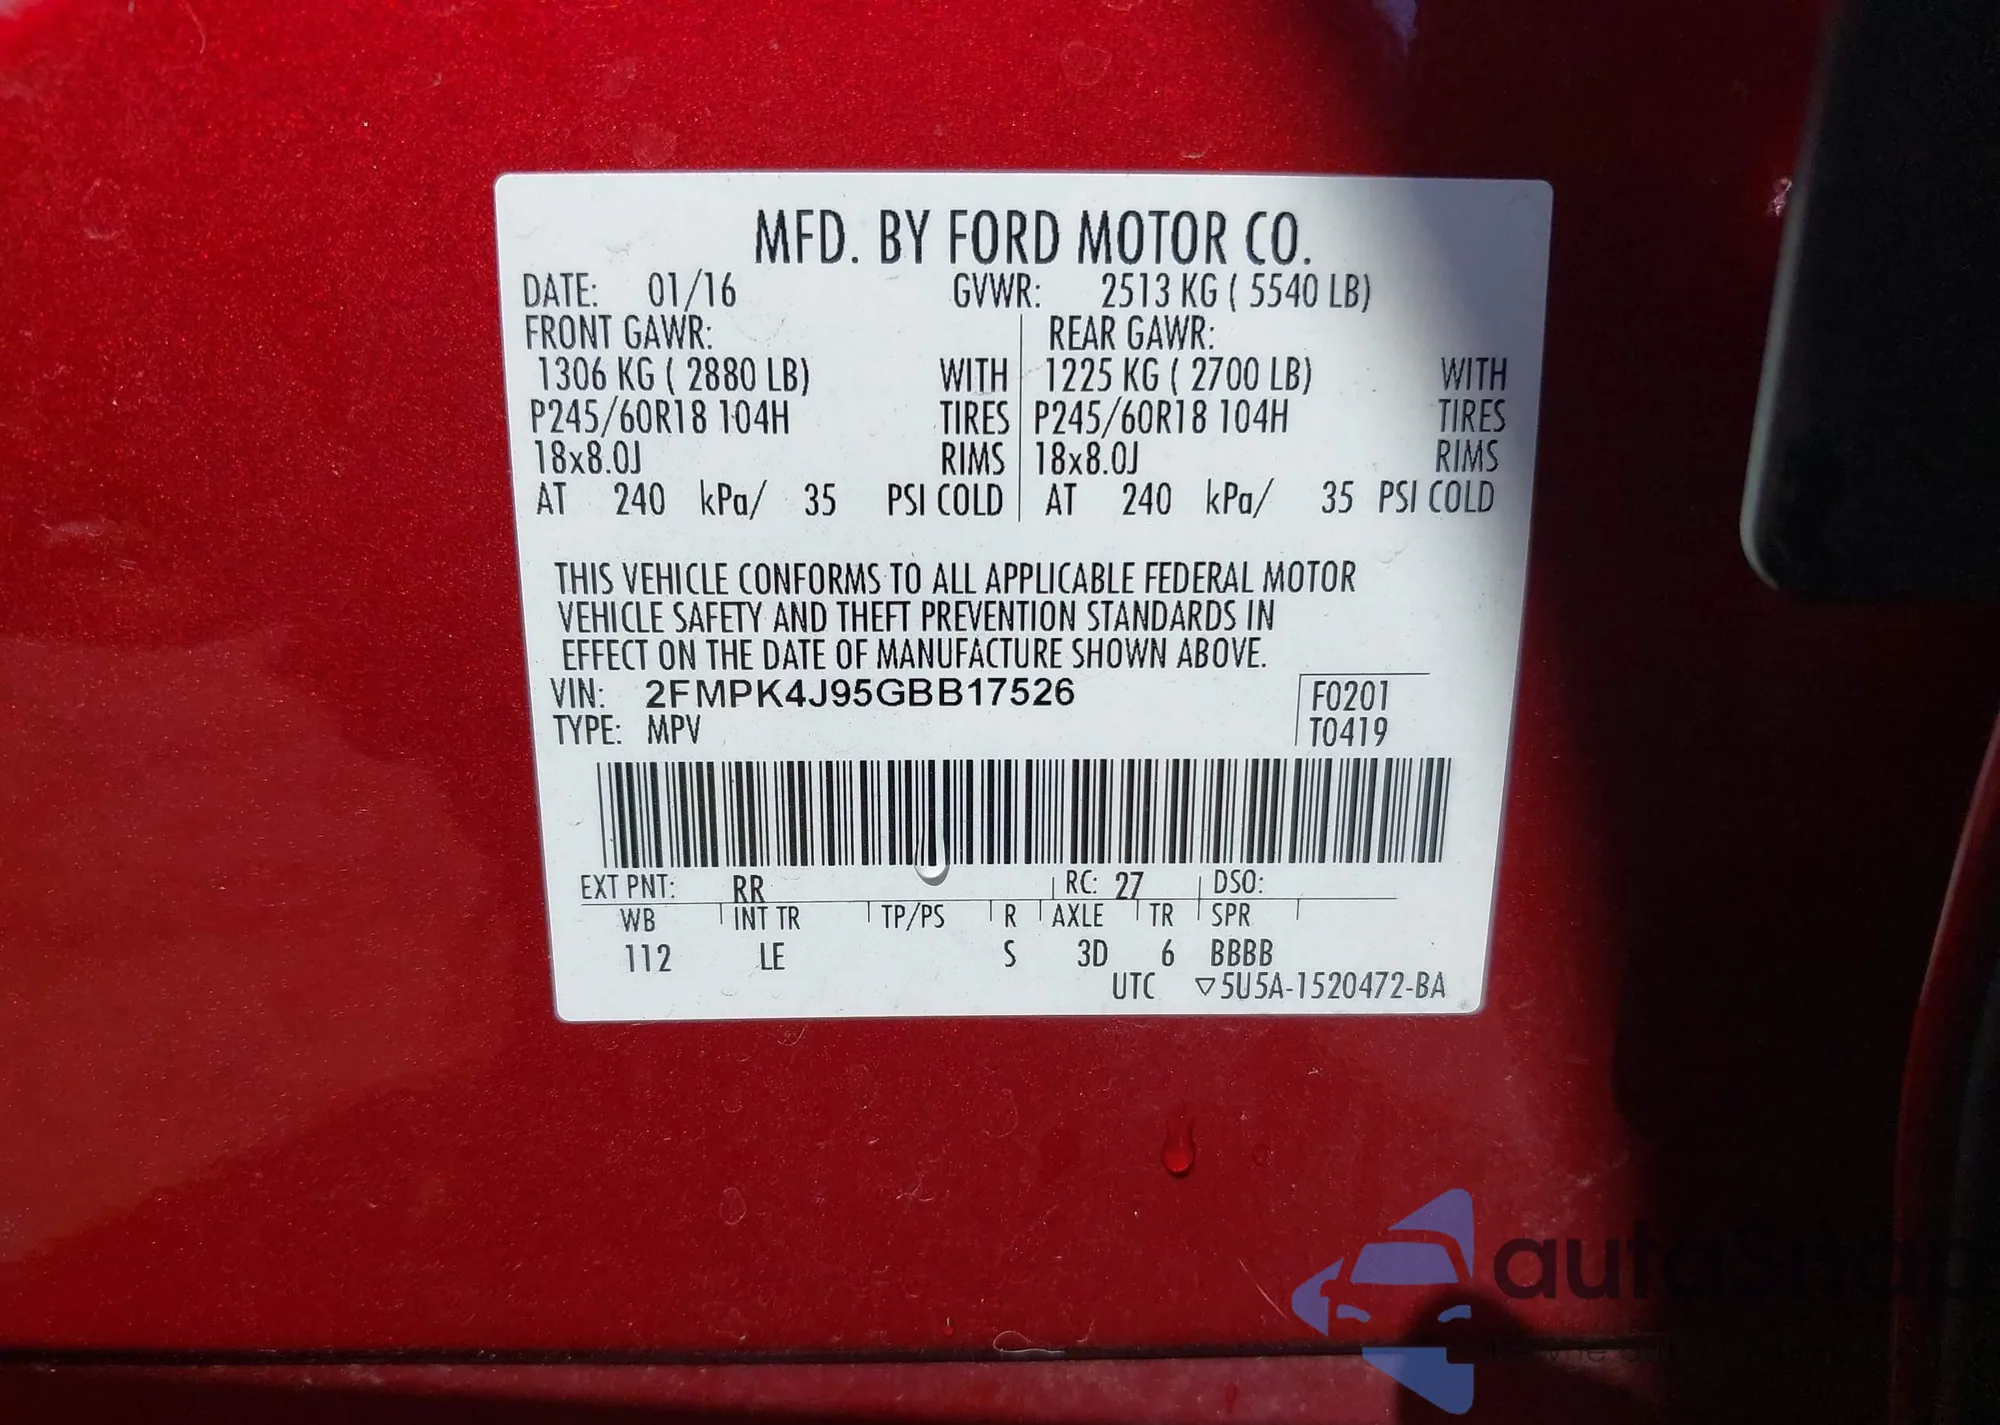 MFD. BY FORD MOTOR CO.
DATE: 01/16 GVWR: 2513 KG ( 5540 LB)
FRONT GAWR: REAR GAWR:
1306 KG ( 2880 LB) WITH 1225 KG ( 2700 LB) WITH
P245/60R18 104H TIRES P245/60R18 104H TIRES
18x8.0J RIMS 18x8.0J RIMS
AT 240 kPa/ 35 PSI COLD AT 240 kPa/ 35 PSI COLD
THIS VEHICLE CONFORMS TO ALL APPLICABLE FEDERAL MOTOR
VEHICLE SAFETY AND THEFT PREVENTION STANDARDS IN
EFFECT ON THE DATE OF MANUFACTURE SHOWN ABOVE.
VIN: 2FMPK4J95GBB17526 F0201
TYPE: MPV T0419
EXT PNT: RR RC: 27 DSO:
WB INT TR TP/PS R AXLE TR SPR
112 LE S 3D 6 BBBB
UTC ▽5U5A-1520472-BA
autoSnap